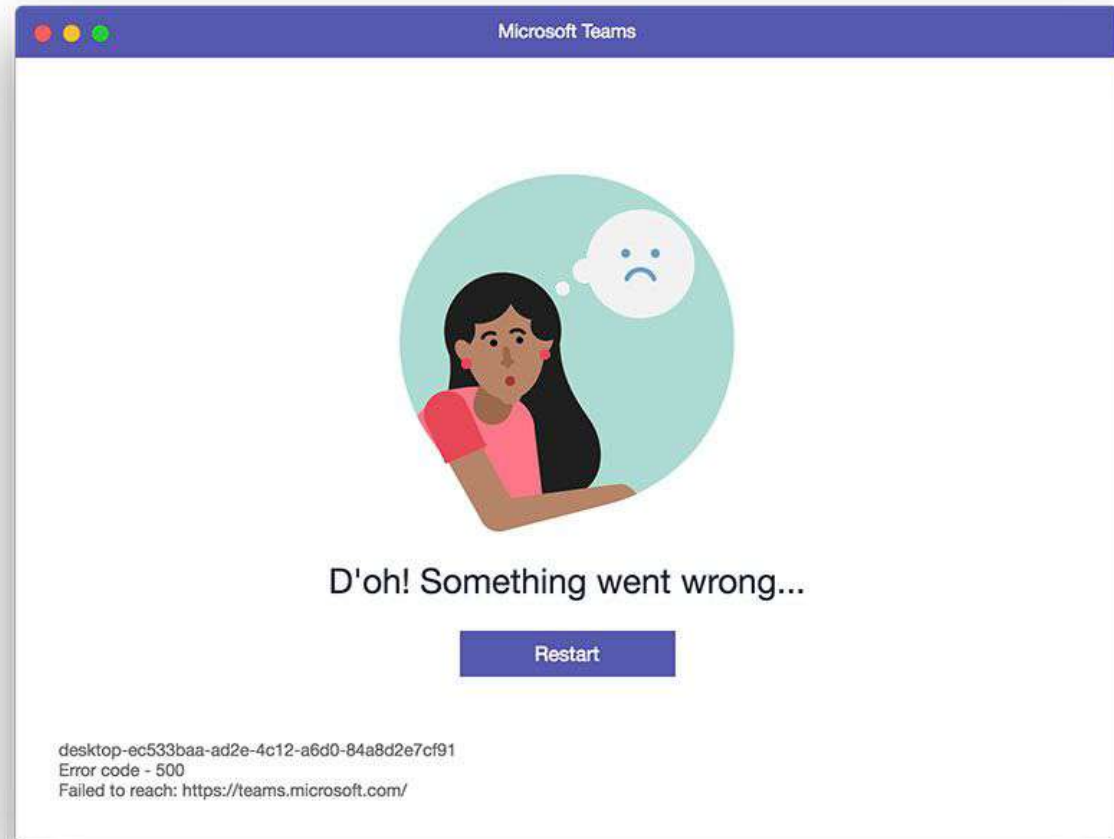 Microsoft Teams
D'oh! Something went wrong...
Restart
desktop-ec533baa-ad2e-4c12-a6d0-84a8d2e7cf91
Error code - 500
Failed to reach: https://teams.microsoft.com/